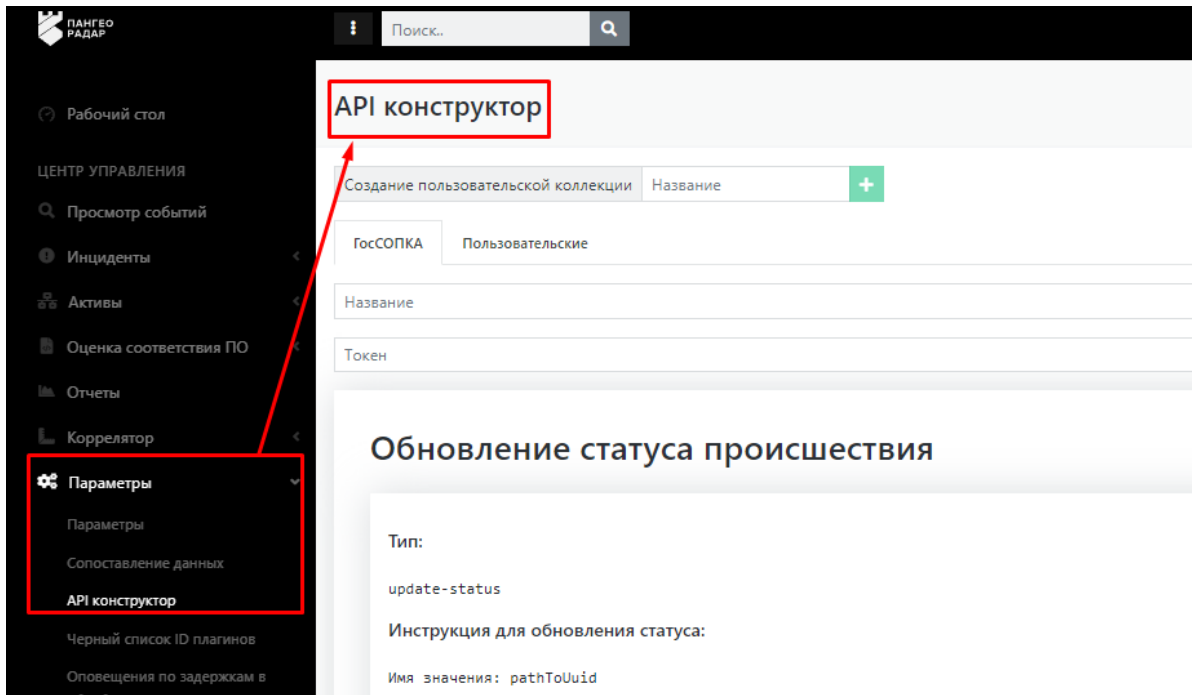 ПАНГЕО
РАДАР
Поиск..
Рабочий стол
ЦЕНТР УПРАВЛЕНИЯ
Просмотр событий
Инциденты
Активы
Оценка соответствия ПО
Отчеты
Коррелятор
Параметры
Параметры
Сопоставление данных
API конструктор
Черный список ID плагинов
Оповещения по задержкам в
API конструктор
Создание пользовательской коллекции Название
ГосСОПКА Пользовательские
Название
Токен
Обновление статуса происшествия
Тип:
update-status
Инструкция для обновления статуса:
Имя значения: pathToUuid